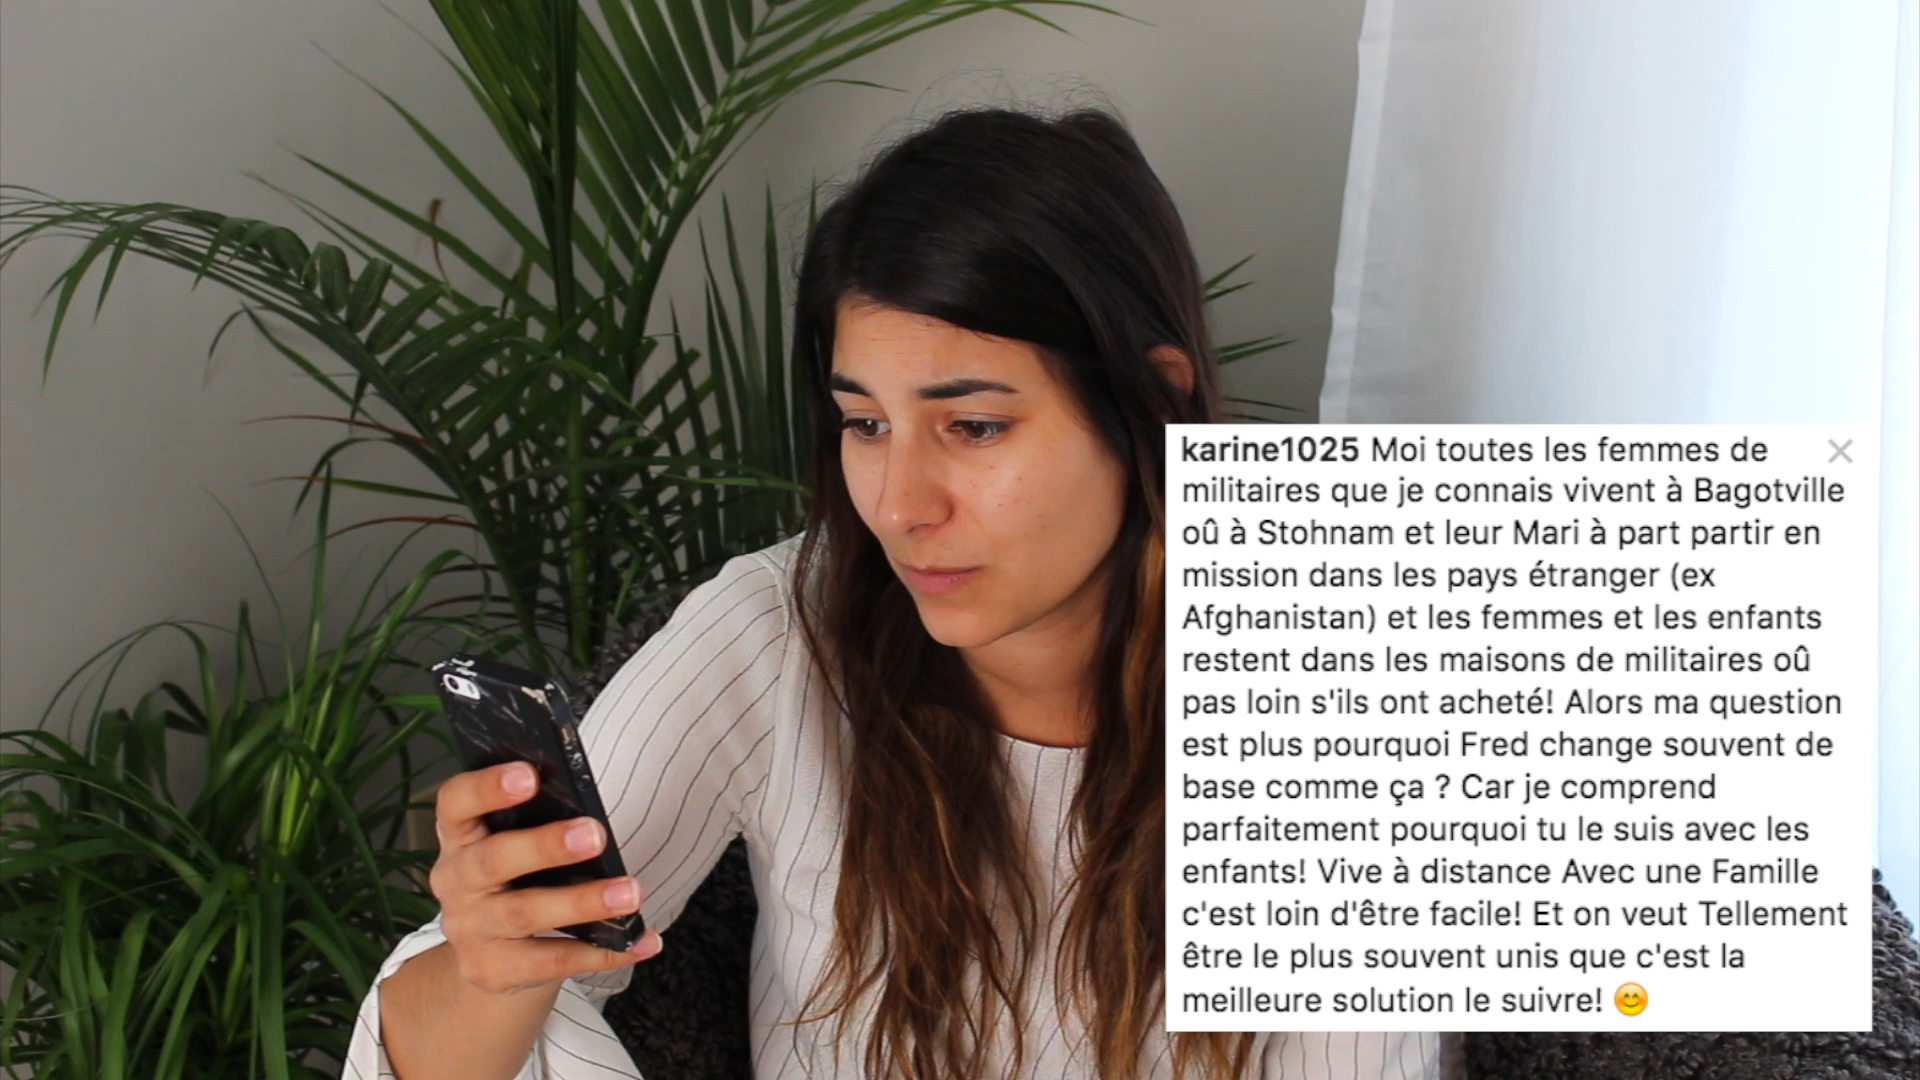 karine1025 Moi toutes les femmes de
militaires que je connais vivent à Bagotville
oû à Stohnam et leur Mari à part partir en
mission dans les pays étranger (ex
Afghanistan) et les femmes et les enfants
restent dans les maisons de militaires oû
pas loin s'ils ont acheté! Alors ma question
est plus pourquoi Fred change souvent de
base comme ça ? Car je comprend
parfaitement pourquoi tu le suis avec les
enfants! Vive à distance Avec une Famille
c'est loin d'être facile! Et on veut Tellement
être le plus souvent unis que c'est la
meilleure solution le suivre! 😊